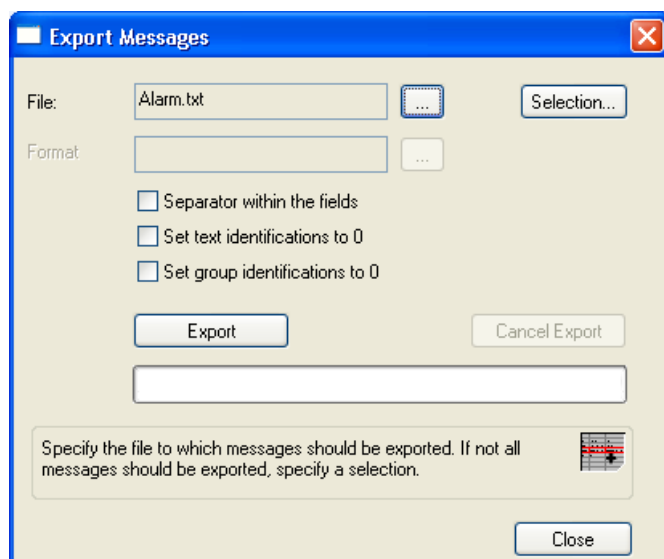 Export Messages
File: Alarm.txt ... Selection...
Format ...
Separator within the fields
Set text identifications to 0
Set group identifications to 0
Export Cancel Export
Specify the file to which messages should be exported. If not all
messages should be exported, specify a selection.
Close